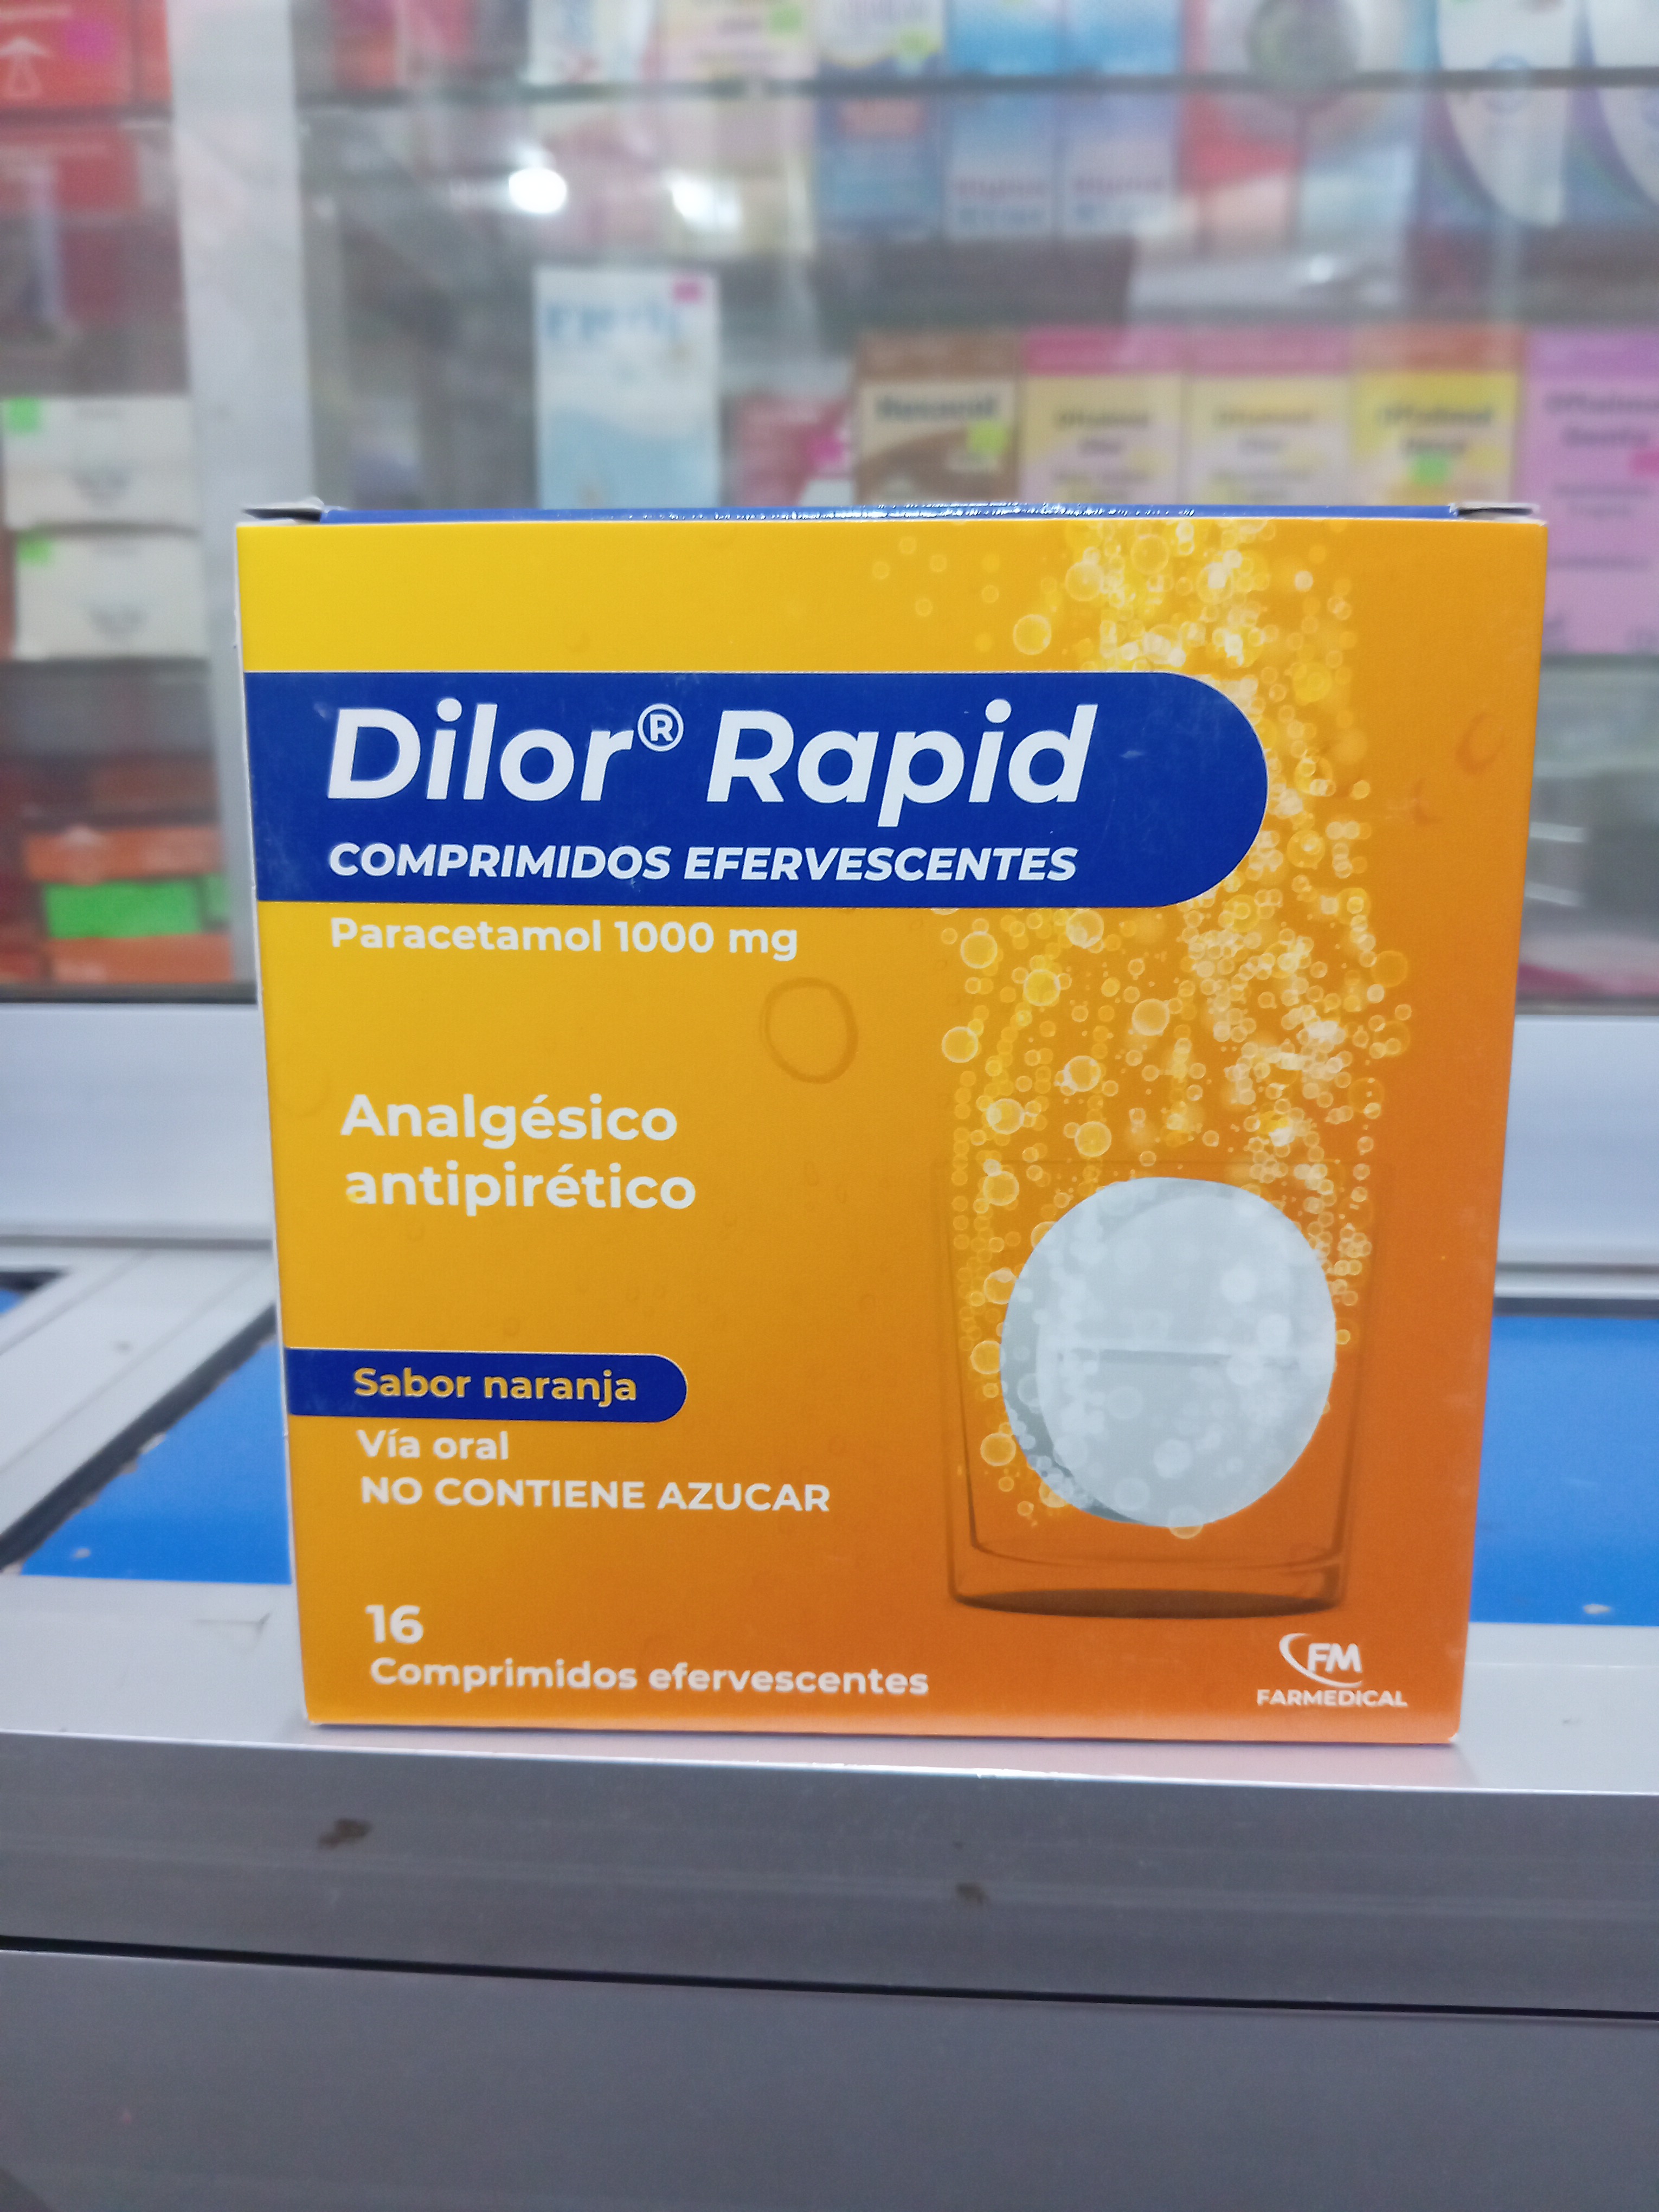 Dilor® Rapid
COMPRIMIDOS EFERVESCENTES
Paracetamol 1000 mg
Analgésico
antipirético
Sabor naranja
Vía oral
NO CONTIENE AZUCAR
16
Comprimidos efervescentes
FM
FARMEDICAL